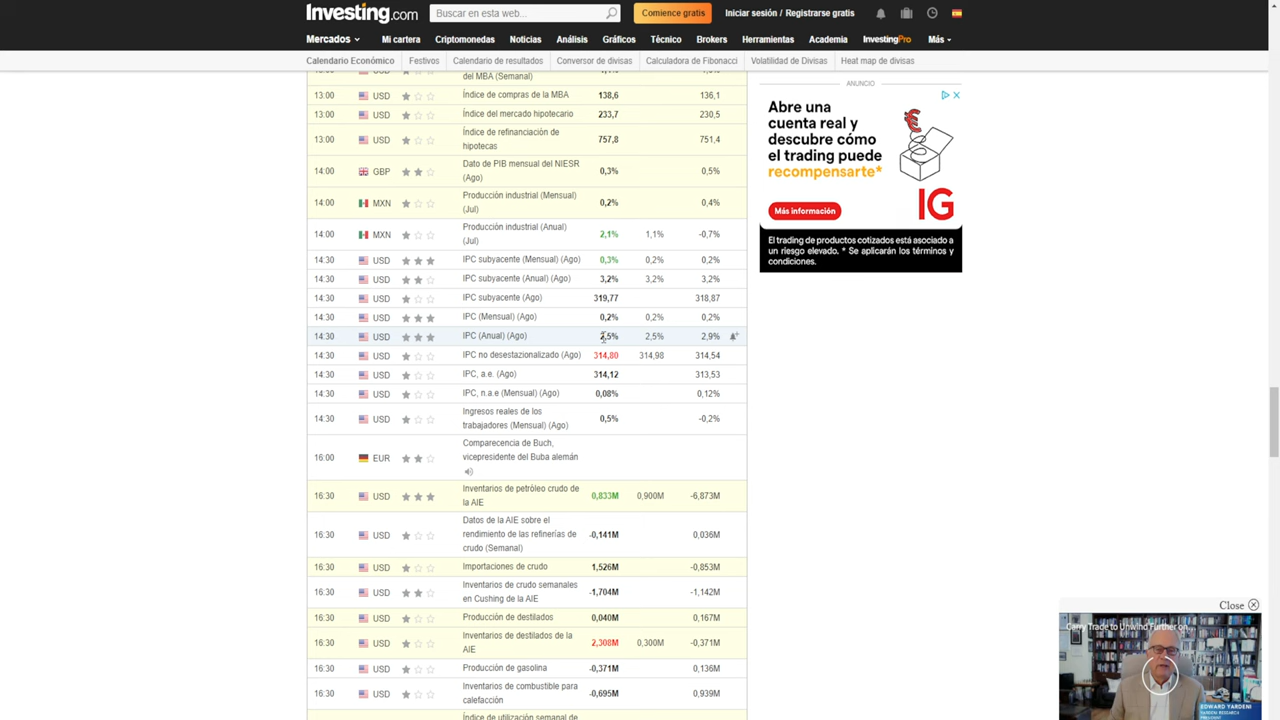 Investing.com
Buscar en esta web...
Comience gratis
Iniciar sesión / Registrarse gratis
Mercados
Mi cartera
Criptomonedas
Noticias
Análisis
Gráficos
Técnico
Brokers
Herramientas
Academia
InvestingPro
Más
Calendario Económico
Festivos
Calendario de resultados
Conversor de divisas
Calculadora de Fibonacci
Volatilidad de Divisas
Heat map de divisas
del MBA (Semanal)
13:00 USD Índice de compras de la MBA 138,6 136,1
13:00 USD Índice del mercado hipotecario 233,7 230,5
13:00 USD Índice de refinanciación de
hipotecas 757,8 751,4
14:00 GBP Dato de PIB mensual del NIESR
(Ago) 0,3% 0,5%
14:00 MXN Producción industrial (Mensual)
(Jul) 0,2% 0,4%
14:00 MXN Producción industrial (Anual)
(Jul) 2,1% 1,1% -0,7%
14:30 USD IPC subyacente (Mensual) (Ago) 0,3% 0,2% 0,2%
14:30 USD IPC subyacente (Anual) (Ago) 3,2% 3,2% 3,2%
14:30 USD IPC subyacente (Ago) 319,77 318,87
14:30 USD IPC (Mensual) (Ago) 0,2% 0,2% 0,2%
14:30 USD IPC (Anual) (Ago) 2,5% 2,5% 2,9%
14:30 USD IPC no desestazionalizado (Ago) 314,80 314,98 314,54
14:30 USD IPC, a.e. (Ago) 314,12 313,53
14:30 USD IPC, n.a.e (Mensual) (Ago) 0,08% 0,12%
14:30 USD Ingresos reales de los
trabajadores (Mensual) (Ago) 0,5% -0,2%
16:00 EUR Comparecencia de Buch,
vicepresidente del Buba alemán
16:30 USD Inventarios de petróleo crudo de
la AIE 0,833M 0,900M -6,873M
16:30 USD Datos de la AIE sobre el
rendimiento de las refinerías de
crudo (Semanal) -0,141M 0,036M
16:30 USD Importaciones de crudo 1,526M -0,853M
16:30 USD Inventarios de crudo semanales
en Cushing de la AIE -1,704M -1,142M
16:30 USD Producción de destilados 0,040M 0,167M
16:30 USD Inventarios de destilados de la
AIE 2,308M 0,300M -0,371M
16:30 USD Producción de gasolina -0,371M 0,136M
16:30 USD Inventarios de combustible para
calefacción -0,695M 0,939M
Índice de utilización semanal de
ANUNCIO
Abre una
cuenta real y
descubre cómo
el trading puede
recompensarte*
Más información
IG
El trading de productos cotizados está asociado a
un riesgo elevado. * Se aplicarán los términos y
condiciones.
Close
Carry Trade to Unwind Further on...
EDWARD YARDENI
YARDENI RESEARCH
PRESIDENT